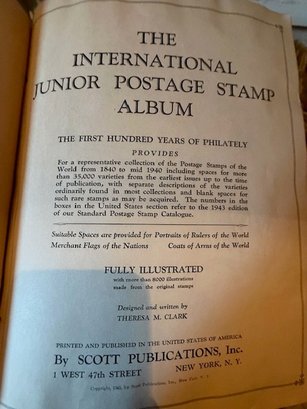 THE
INTERNATIONAL
JUNIOR POSTAGE STAMP
ALBUM
THE FIRST HUNDRED YEARS OF PHILATELY
PROVIDES
For a representative collection of the Postage Stamps of the
World from 1840 to mid 1940 including spaces for more
than 35,000 varieties from the earliest issues up to the time
of publication, with separate descriptions of the varieties
ordinarily found in most collections and blank spaces for
such rare stamps as may be acquired. The numbers in the
boxes in the United States section refer to the 1943 edition
of our Standard Postage Stamp Catalogue.
Suitable Spaces are provided for Portraits of Rulers of the World
Merchant Flags of the Nations Coats of Arms of the World
FULLY ILLUSTRATED
with more than 8000 illustrations
made from the original stamps
Designed and written by
THERESA M. CLARK
PRINTED AND PUBLISHED IN THE UNITED STATES OF AMERICA
By SCOTT PUBLICATIONS, Inc.
1 WEST 47th STREET NEW YORK, N. Y.
Copyright, by Scott Publications, Inc., New York, N. Y.